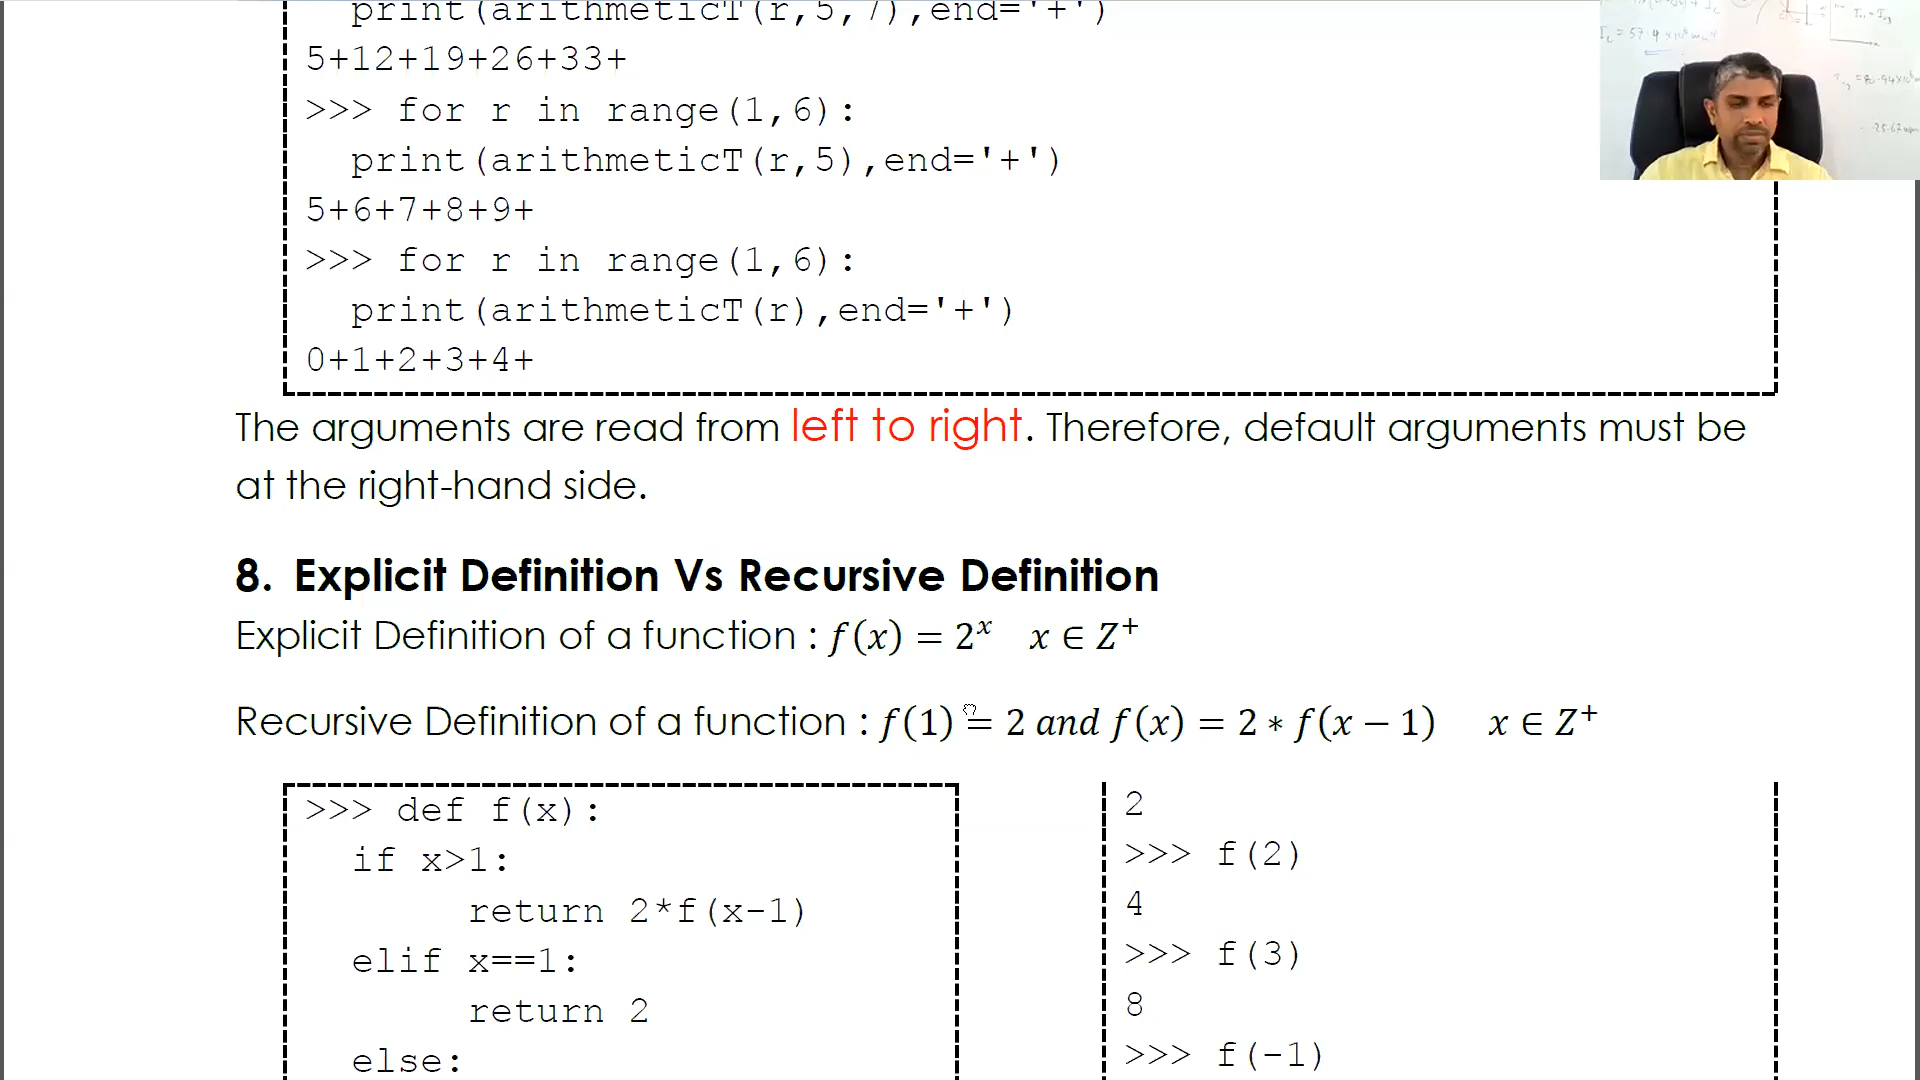 print(arithmeticT(r,5,7),end='+')
5+12+19+26+33+
>>> for r in range(1,6):
print(arithmeticT(r,5),end='+')
5+6+7+8+9+
>>> for r in range(1,6):
print(arithmeticT(r),end='+')
0+1+2+3+4+
The arguments are read from left to right. Therefore, default arguments must be
at the right-hand side.
8. Explicit Definition Vs Recursive Definition
Explicit Definition of a function : f(x) = 2ˣ x ∈ Z⁺
Recursive Definition of a function : f(1) = 2 and f(x) = 2 ∗ f(x − 1) x ∈ Z⁺
>>> def f(x):
if x>1:
return 2*f(x-1)
elif x==1:
return 2
else:
2
>>> f(2)
4
>>> f(3)
8
>>> f(-1)